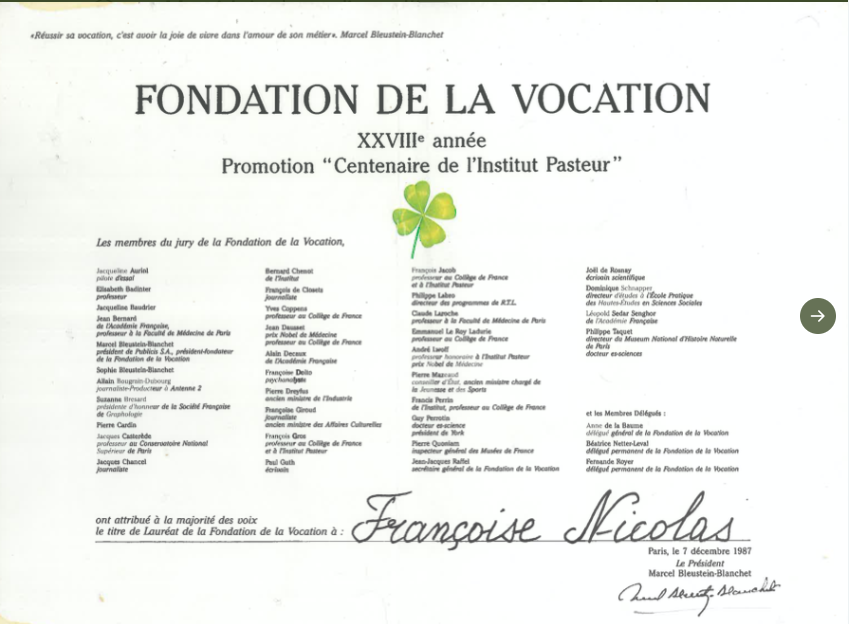 «Réussir sa vocation, c'est avoir la joie de vivre dans l'amour de son métier». Marcel Bleustein-Blanchet
FONDATION DE LA VOCATION
XXVIIIe année
Promotion “Centenaire de l'Institut Pasteur”
Les membres du jury de la Fondation de la Vocation,
Jacqueline Auriol
pilote d'essai
Elisabeth Badinter
professeur
Jacqueline Baudrier
Jean Bernard
de l'Académie Française,
professeur à la Faculté de Médecine de Paris
Marcel Bleustein-Blanchet
président de Publicis S.A., président-fondateur
de la Fondation de la Vocation
Sophie Bleustein-Blanchet
Allain Bougrain-Dubourg
journaliste-Producteur à Antenne 2
Suzanne Bresard
présidente d'honneur de la Société Française
de Graphologie
Pierre Cardin
Jacques Castérède
professeur au Conservatoire National
Supérieur de Paris
Jacques Chancel
journaliste
Bernard Chenot
de l'Institut
François de Closets
journaliste
Yves Coppens
professeur au Collège de France
Jean Dausset
prix Nobel de Médecine
professeur au Collège de France
Alain Decaux
de l'Académie Française
Françoise Dolto
psychanalyste
Pierre Dreyfus
ancien ministre de l'Industrie
Françoise Giroud
journaliste
ancien ministre des Affaires Culturelles
François Gros
professeur au Collège de France
et à l'Institut Pasteur
Paul Guth
écrivain
François Jacob
professeur au Collège de France
et à l'Institut Pasteur
Philippe Labro
directeur des programmes de R.T.L.
Claude Laroche
professeur à la Faculté de Médecine de Paris
Emmanuel Le Roy Ladurie
professeur au Collège de France
André Lwoff
professeur honoraire à l'Institut Pasteur
prix Nobel de Médecine
Pierre Mazeaud
conseiller d'État, ancien ministre chargé de
la Jeunesse et des Sports
Francis Perrin
de l'Institut, professeur au Collège de France
Guy Perrotin
docteur es-science
président de York
Pierre Quoniam
inspecteur général des Musées de France
Jean-Jacques Raffel
secrétaire général de la Fondation de la Vocation
Joël de Rosnay
écrivain scientifique
Dominique Schnapper
directeur d'études à l'École Pratique
des Hautes-Études en Sciences Sociales
Léopold Sedar Senghor
de l'Académie Française
Philippe Taquet
directeur du Museum National d'Histoire Naturelle
de Paris
docteur es-sciences
et les Membres Délégués :
Anne de la Baume
délégué général de la Fondation de la Vocation
Béatrice Netter-Leval
délégué permanent de la Fondation de la Vocation
Fernande Royer
délégué permanent de la Fondation de la Vocation
ont attribué à la majorité des voix
le titre de Lauréat de la Fondation de la Vocation à : Françoise Nicolas
Paris, le 7 décembre 1987
Le Président
Marcel Bleustein-Blanchet